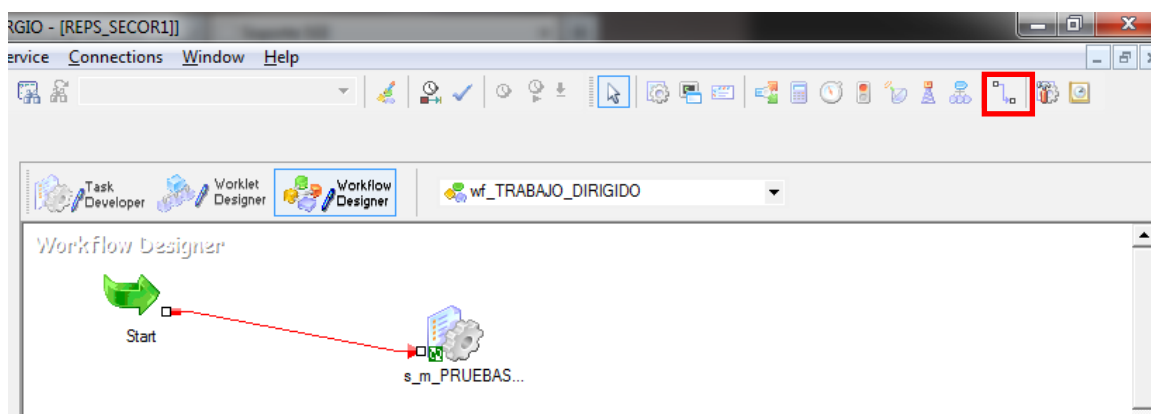 RGIO - [REPS_SECOR1]]
ervice Connections Window Help
Task Developer
Worklet Designer
Workflow Designer
wf_TRABAJO_DIRIGIDO
Workflow Designer
Start
s_m_PRUEBAS...